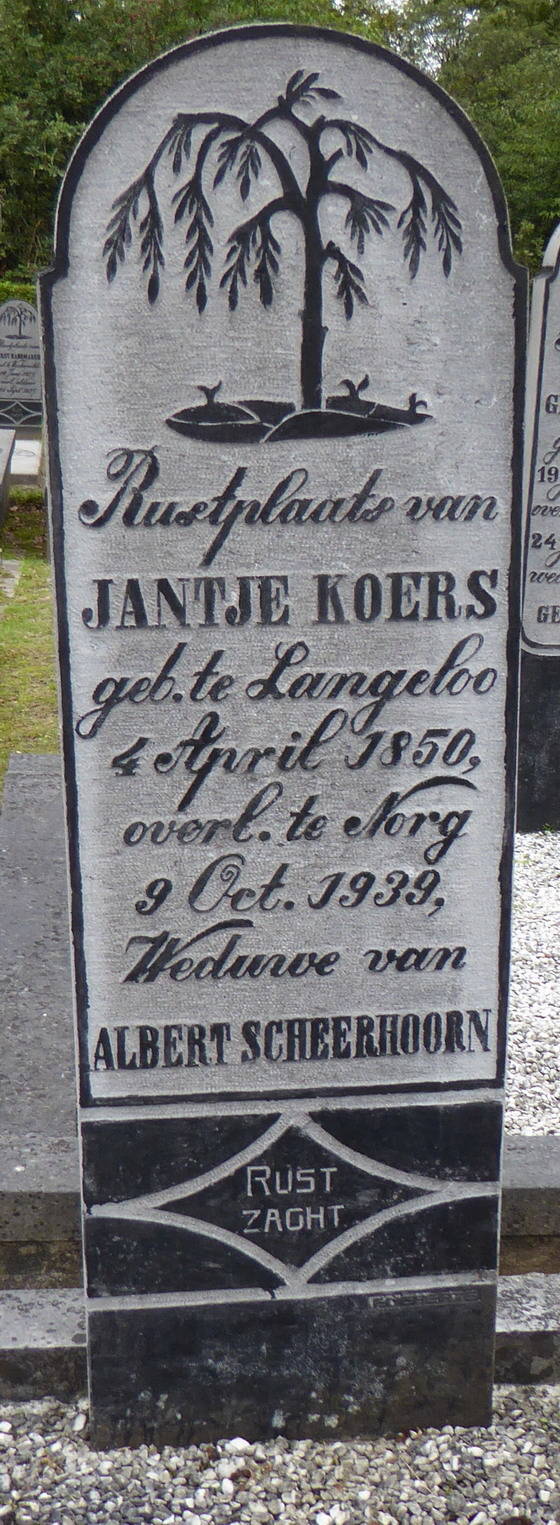 Rustplaats van
JANTJE KOERS
geb. te Langeloo
4 April 1850,
overl. te Norg
9 Oct. 1939,
Weduwe van
ALBERT SCHEERHOORN
RUST
ZACHT